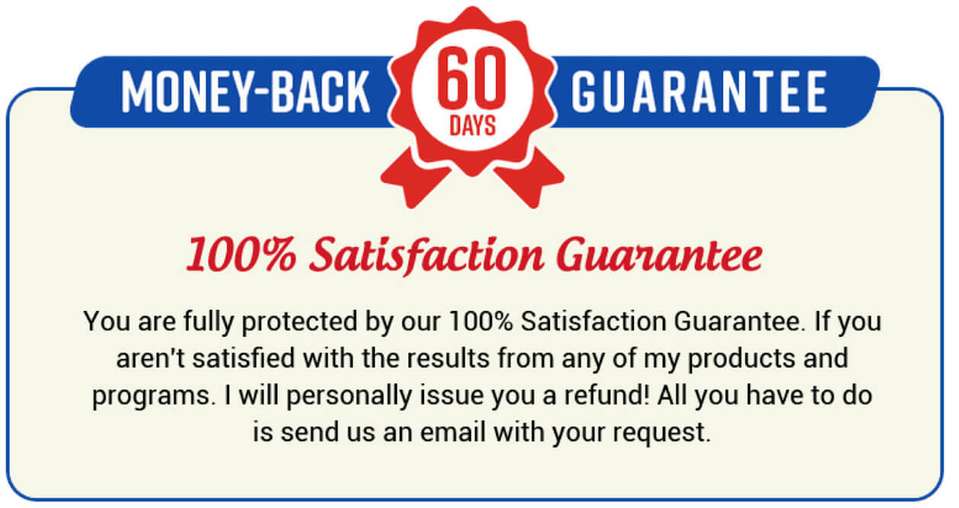 MONEY-BACK 60 DAYS GUARANTEE
100% Satisfaction Guarantee
You are fully protected by our 100% Satisfaction Guarantee. If you
aren't satisfied with the results from any of my products and
programs. I will personally issue you a refund! All you have to do
is send us an email with your request.